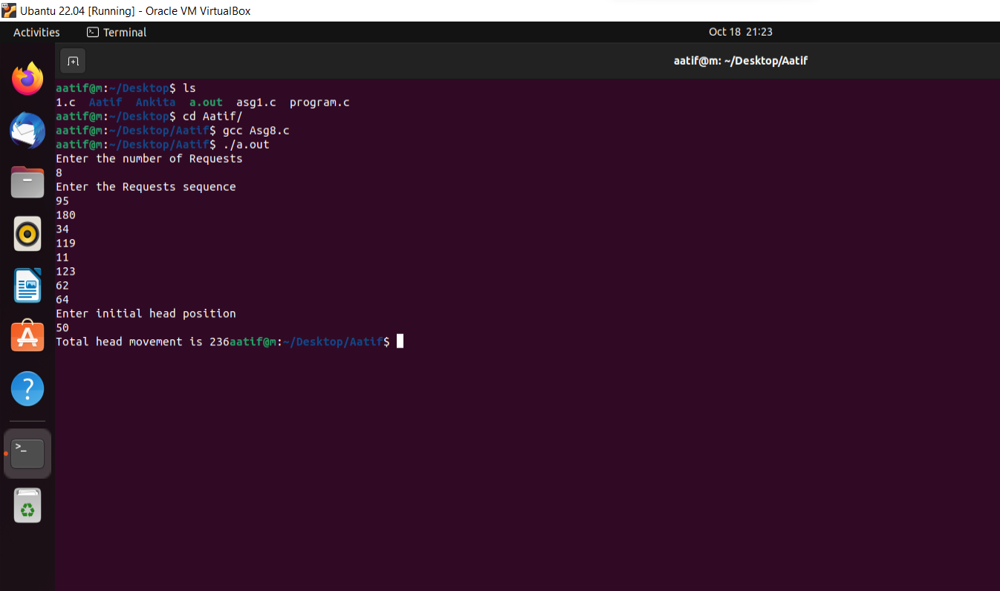 Ubantu 22.04 [Running] - Oracle VM VirtualBox
Activities Terminal Oct 18 21:23
aatif@m: ~/Desktop/Aatif
aatif@m:~/Desktop$ ls
1.c Aatif Ankita a.out asg1.c program.c
aatif@m:~/Desktop$ cd Aatif/
aatif@m:~/Desktop/Aatif$ gcc Asg8.c
aatif@m:~/Desktop/Aatif$ ./a.out
Enter the number of Requests
8
Enter the Requests sequence
95
180
34
119
11
123
62
64
Enter initial head position
50
Total head movement is 236aatif@m:~/Desktop/Aatif$